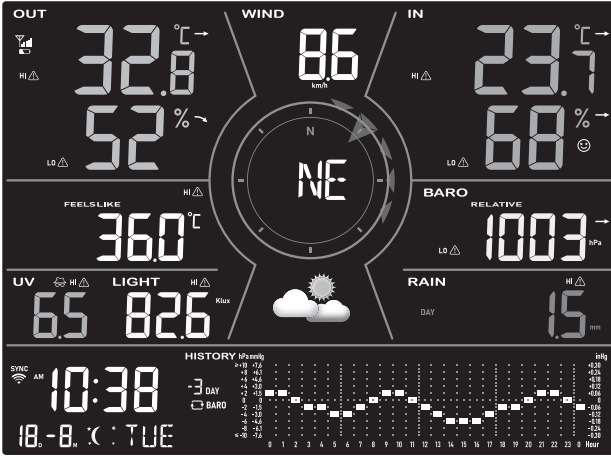 OUT
32.8 °C
HI
52 %
LO
WIND
8.6
km/h
N
NE
IN
23.7 °C
HI
68 %
LO
HI
FEELS LIKE
36.0 °C
BARO
RELATIVE
LO
1003 hPa
UV HI
6.5
LIGHT HI
82.6 Klux
RAIN HI
DAY
1.5 mm
SYNC
AM 10:38
18.D -8.M TUE
HISTORY hPa mmHg inHg
-3 DAY
BARO
≥+10 +7.6 +0.30
+8 +6.1 +0.24
+6 +4.6 +0.18
+4 +3.0 +0.12
+2 +1.5 +0.06
0 0 0
-2 -1.5 -0.06
-4 -3.0 -0.12
-6 -4.6 -0.18
-8 -6.1 -0.24
≤-10 -7.6 -0.30
0 1 2 3 4 5 6 7 8 9 10 11 12 13 14 15 16 17 18 19 20 21 22 23 0 Hour